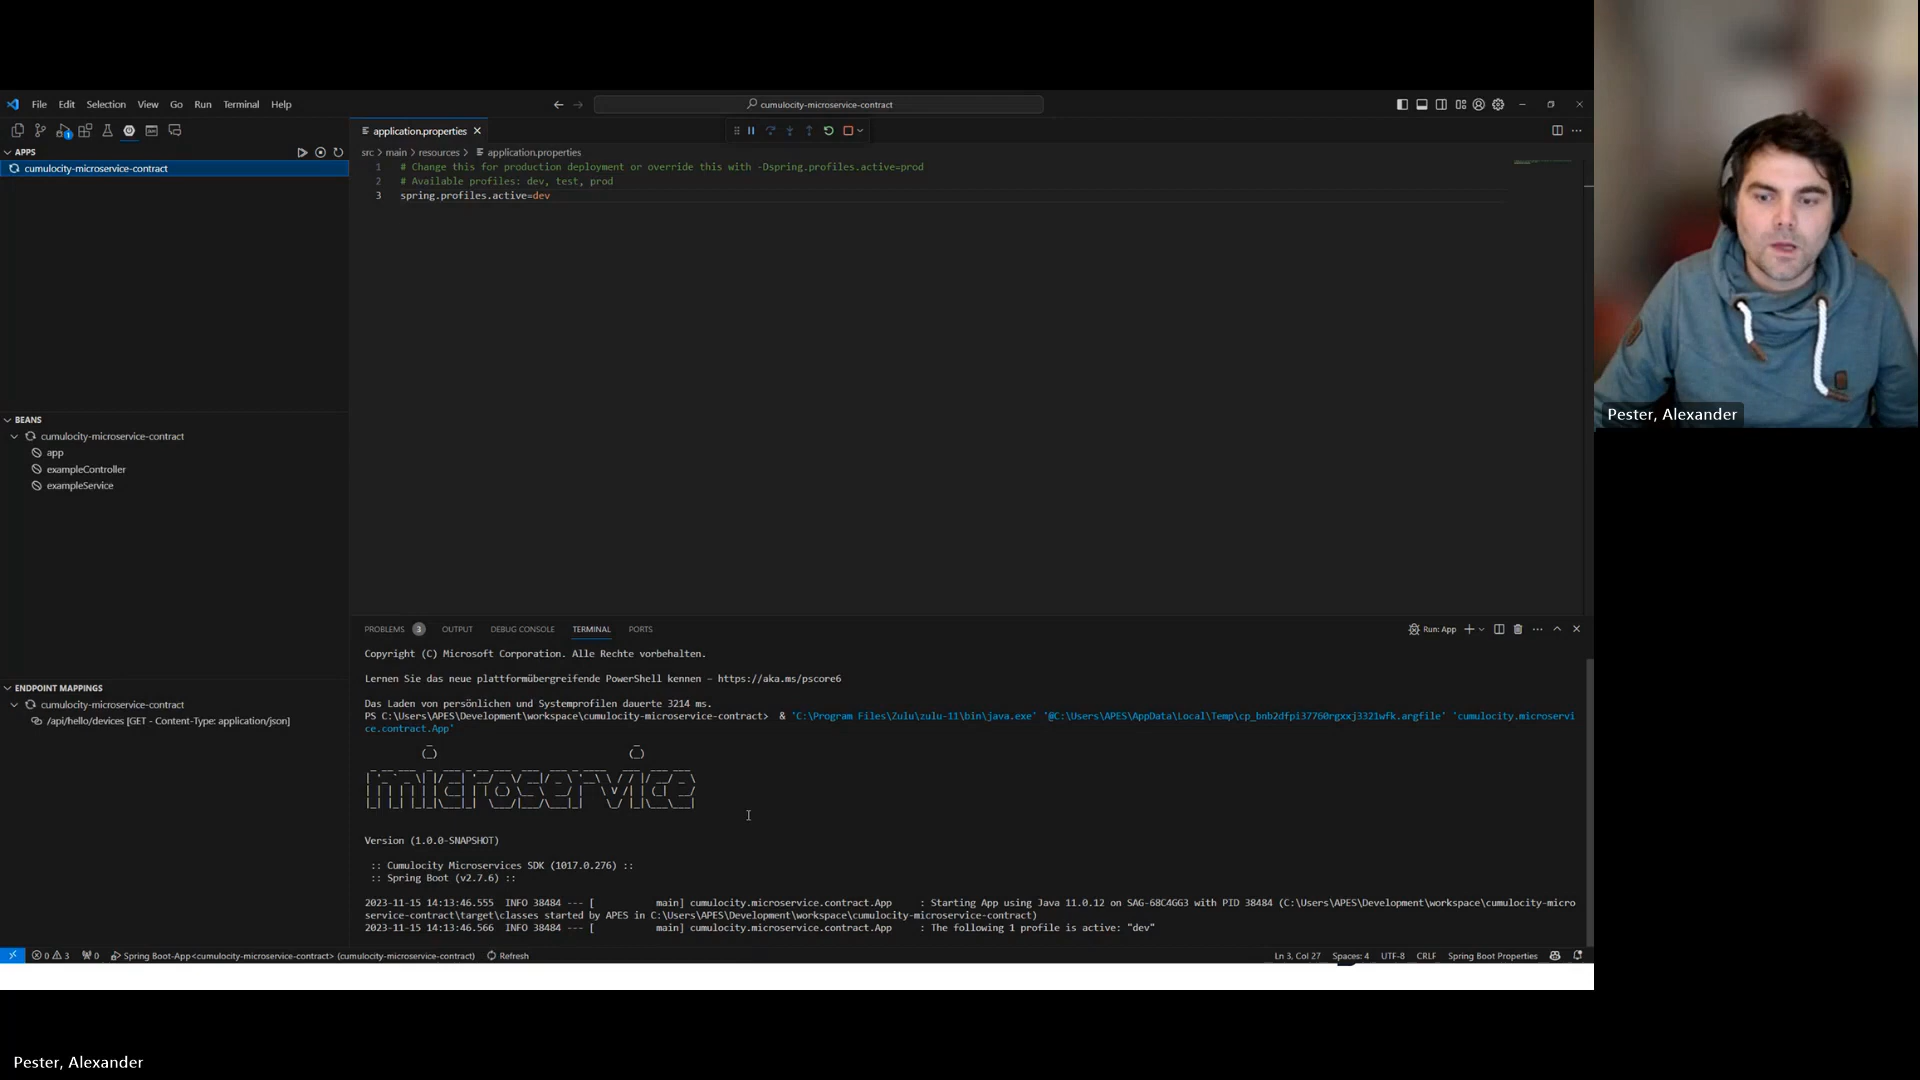 File Edit Selection View Go Run Terminal Help
cumulocity-microservice-contract
1
APPS
cumulocity-microservice-contract
application.properties
src > main > resources > application.properties
1 # Change this for production deployment or override this with -Dspring.profiles.active=prod
2 # Available profiles: dev, test, prod
3 spring.profiles.active=dev
BEANS
cumulocity-microservice-contract
app
exampleController
exampleService
ENDPOINT MAPPINGS
cumulocity-microservice-contract
/api/hello/devices [GET - Content-Type: application/json]
PROBLEMS 3 OUTPUT DEBUG CONSOLE TERMINAL PORTS
Run: App
Copyright (C) Microsoft Corporation. Alle Rechte vorbehalten.
Lernen Sie das neue plattformübergreifende PowerShell kennen – https://aka.ms/pscore6
Das Laden von persönlichen und Systemprofilen dauerte 3214 ms.
PS C:\Users\APES\Development\workspace\cumulocity-microservice-contract> & 'C:\Program Files\Zulu\zulu-11\bin\java.exe' '@C:\Users\APES\AppData\Local\Temp\cp_bnb2dfpi37760rgxxj3321wfk.argfile' 'cumulocity.microservi
ce.contract.App'
microservice
Version (1.0.0-SNAPSHOT)
:: Cumulocity Microservices SDK (1017.0.276) ::
:: Spring Boot (v2.7.6) ::
2023-11-15 14:13:46.555 INFO 38484 --- [ main] cumulocity.microservice.contract.App : Starting App using Java 11.0.12 on SAG-68C4GG3 with PID 38484 (C:\Users\APES\Development\workspace\cumulocity-micro
service-contract\target\classes started by APES in C:\Users\APES\Development\workspace\cumulocity-microservice-contract)
2023-11-15 14:13:46.566 INFO 38484 --- [ main] cumulocity.microservice.contract.App : The following 1 profile is active: "dev"
0 3 0 Spring Boot-App<cumulocity-microservice-contract> (cumulocity-microservice-contract) Refresh
Ln 3, Col 27 Spaces: 4 UTF-8 CRLF Spring Boot Properties
Pester, Alexander
Pester, Alexander